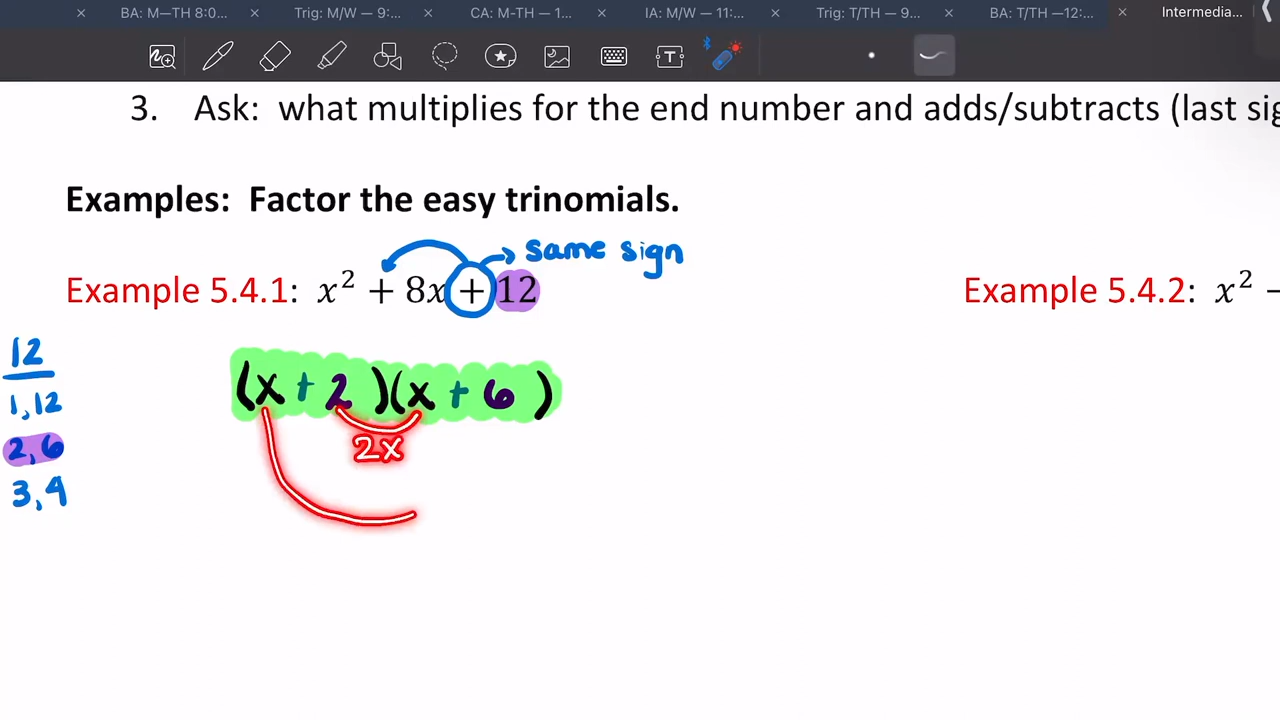 BA: M—TH 8:0... Trig: M/W — 9:... CA: M-TH — 1... IA: M/W — 11:... Trig: T/TH — 9... BA: T/TH —12:... Intermedia...
3. Ask: what multiplies for the end number and adds/subtracts (last sig
Examples: Factor the easy trinomials.
same sign
Example 5.4.1: x² + 8x + 12
Example 5.4.2: x² −
12
(x + 2)(x + 6)
1,12
2,6
2x
3,4